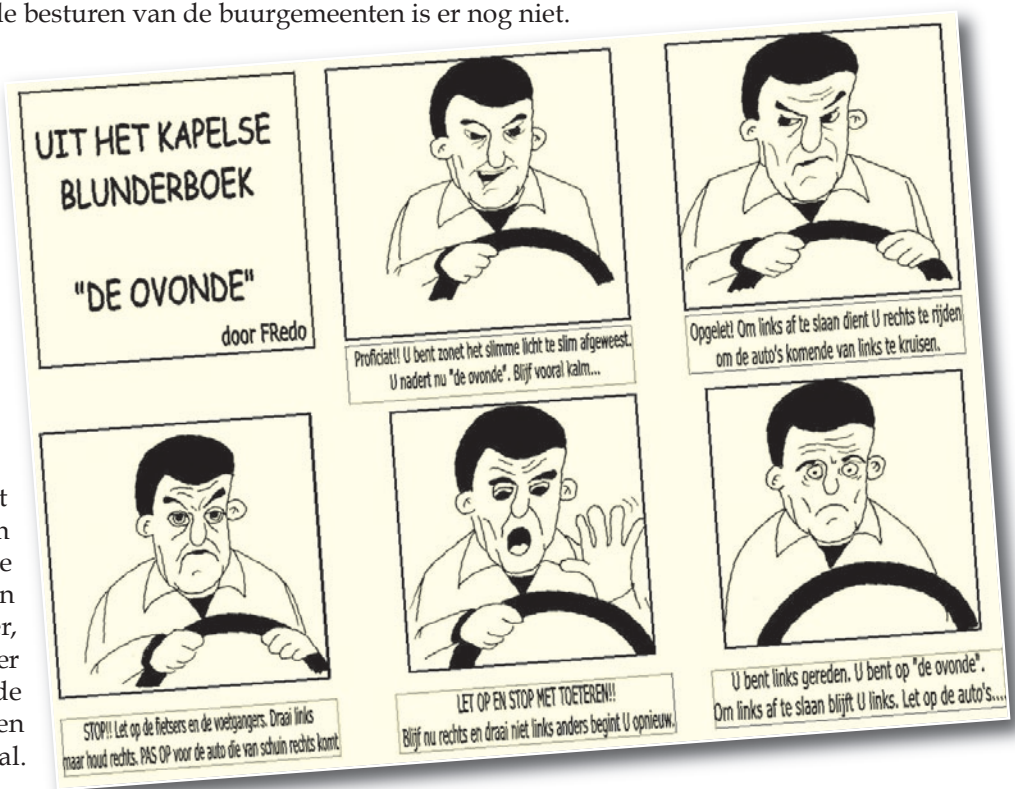 de besturen van de buurgemeenten is er nog niet.
UIT HET KAPELSE
BLUNDERBOEK
"DE OVONDE"
door FRedo
Proficiat!! U bent zonet het slimme licht te slim afgeweest.
U nadert nu "de ovonde". Blijf vooral kalm...
Opgelet! Om links af te slaan dient U rechts te rijden
om de auto's komende van links te kruisen.
STOP!! Let op de fietsers en de voetgangers. Draai links
maar houd rechts. PAS OP voor de auto die van schuin rechts komt.
LET OP EN STOP MET TOETEREN!!
Blijf nu rechts en draai niet links anders begint U opnieuw.
U bent links gereden. U bent op "de ovonde".
Om links af te slaan blijft U links. Let op de auto's....
al.